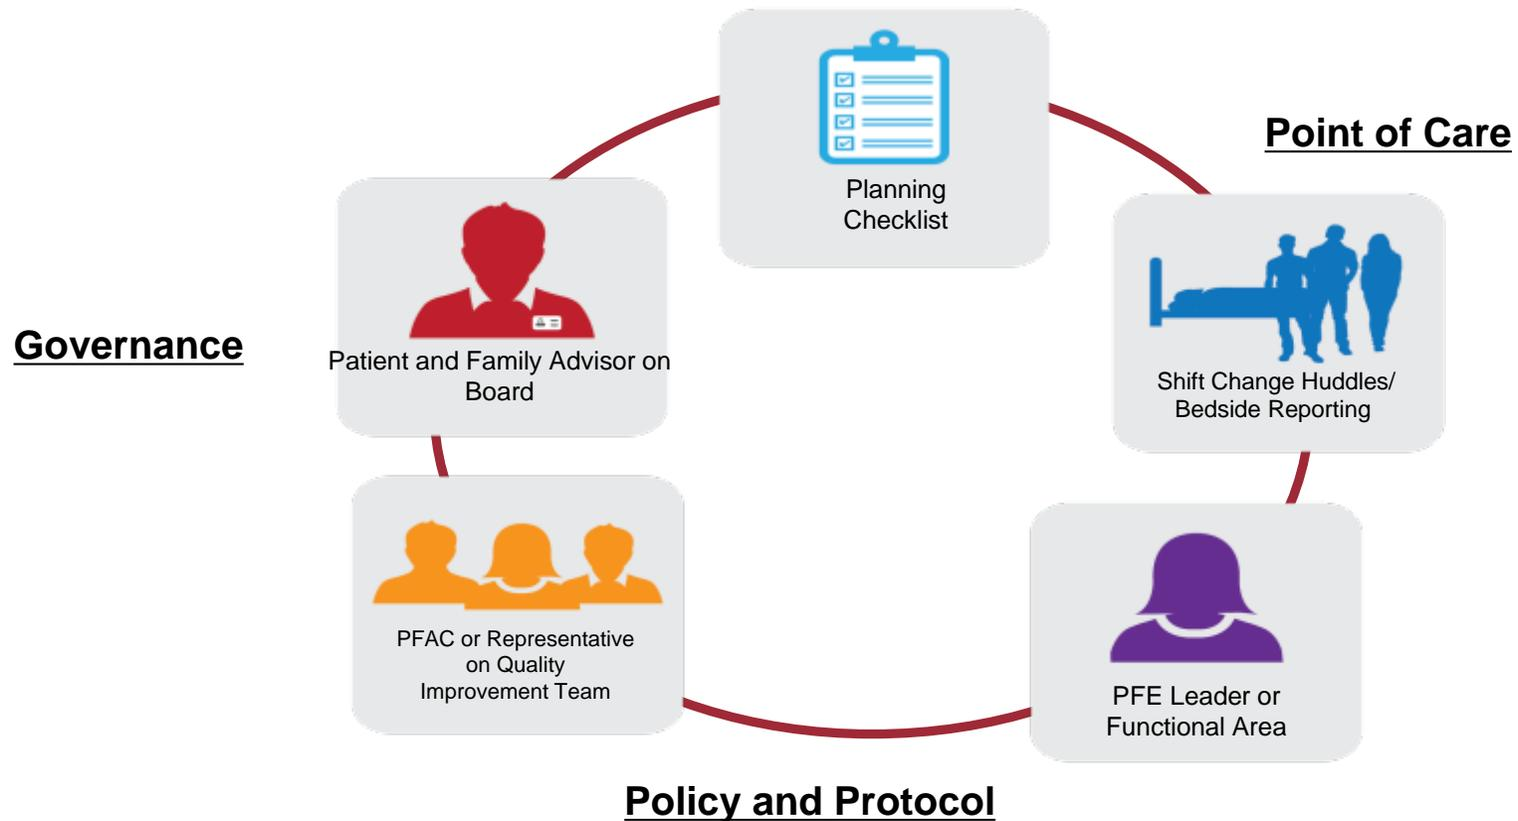 Planning
Checklist
Point of Care
Shift Change Huddles/
Bedside Reporting
Governance
Patient and Family Advisor on
Board
PFAC or Representative
on Quality
Improvement Team
PFE Leader or
Functional Area
Policy and Protocol